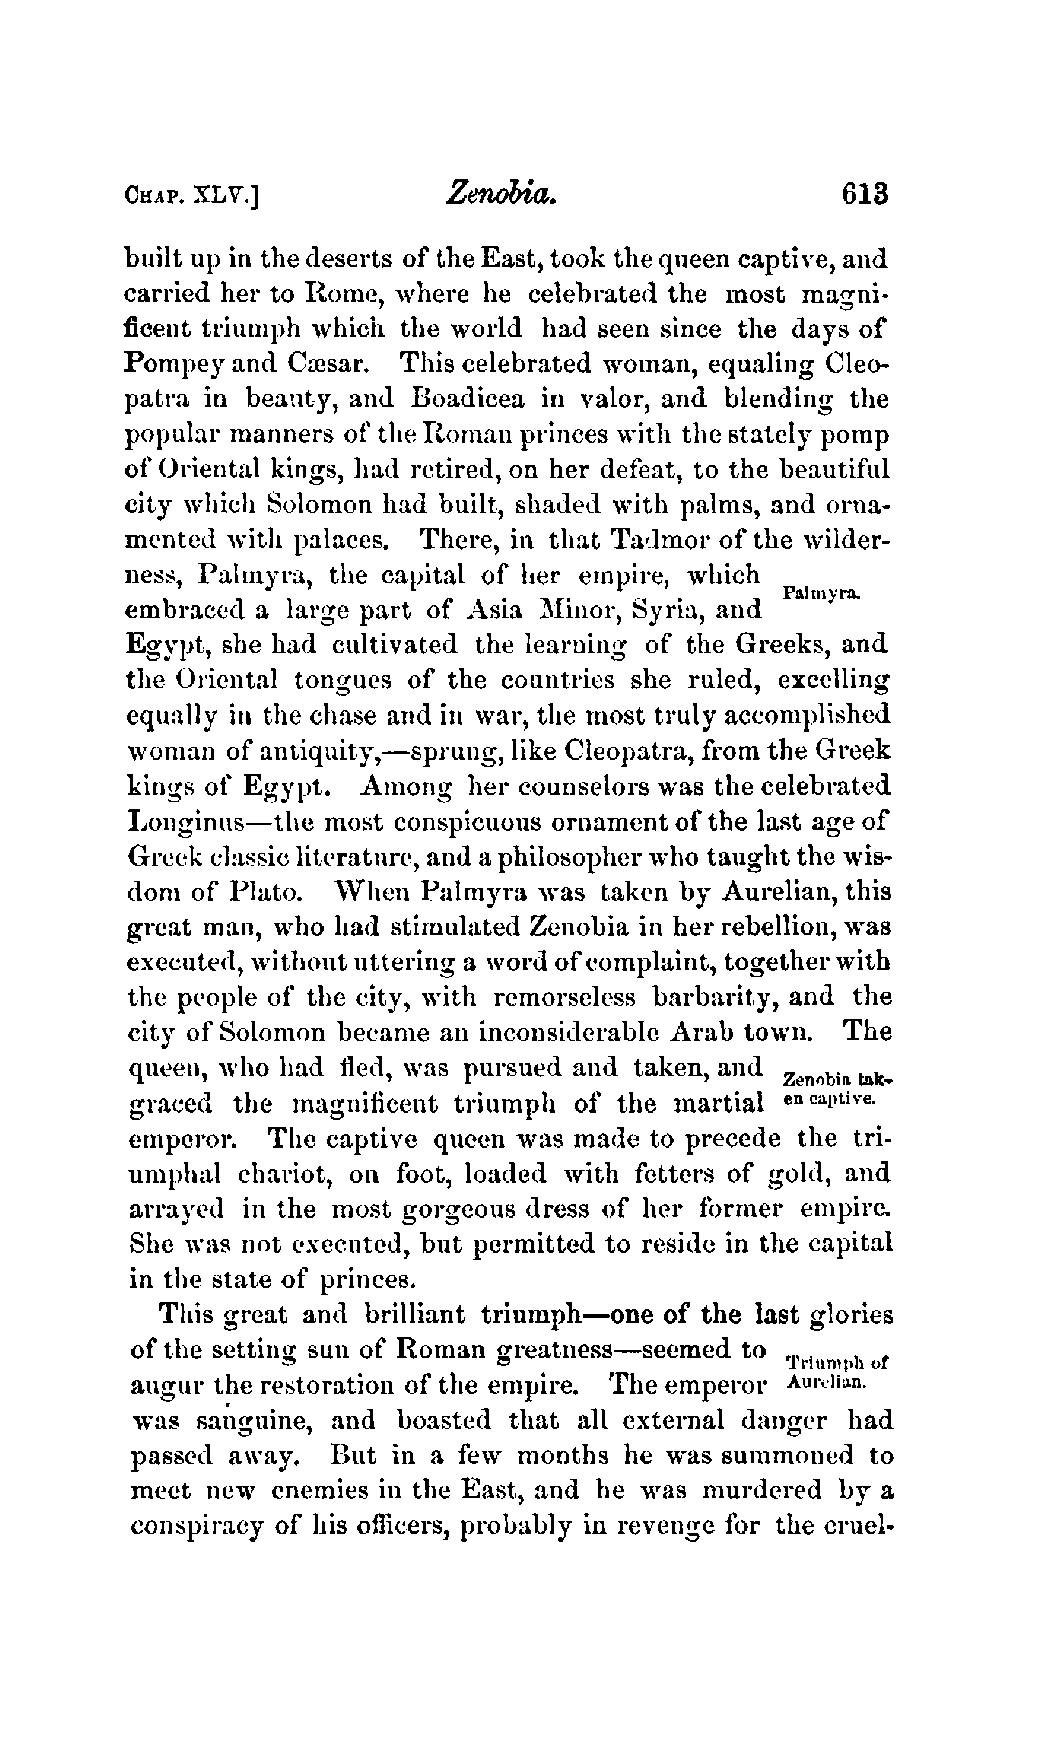 CHAP. XLV.] Zenobia. 613
built up in the deserts of the East, took the queen captive, and
carried her to Rome, where he celebrated the most magni-
ficent triumph which the world had seen since the days of
Pompey and Cæsar. This celebrated woman, equaling Cleo-
patra in beauty, and Boadicea in valor, and blending the
popular manners of the Roman princes with the stately pomp
of Oriental kings, had retired, on her defeat, to the beautiful
city which Solomon had built, shaded with palms, and orna-
mented with palaces. There, in that Tadmor of the wilder-
ness, Palmyra, the capital of her empire, which
Palmyra.
embraced a large part of Asia Minor, Syria, and
Egypt, she had cultivated the learning of the Greeks, and
the Oriental tongues of the countries she ruled, excelling
equally in the chase and in war, the most truly accomplished
woman of antiquity,—sprung, like Cleopatra, from the Greek
kings of Egypt. Among her counselors was the celebrated
Longinus—the most conspicuous ornament of the last age of
Greek classic literature, and a philosopher who taught the wis-
dom of Plato. When Palmyra was taken by Aurelian, this
great man, who had stimulated Zenobia in her rebellion, was
executed, without uttering a word of complaint, together with
the people of the city, with remorseless barbarity, and the
city of Solomon became an inconsiderable Arab town. The
queen, who had fled, was pursued and taken, and
Zenobia tak-
graced the magnificent triumph of the martial
en captive.
emperor. The captive queen was made to precede the tri-
umphal chariot, on foot, loaded with fetters of gold, and
arrayed in the most gorgeous dress of her former empire.
She was not executed, but permitted to reside in the capital
in the state of princes.
This great and brilliant triumph—one of the last glories
of the setting sun of Roman greatness—seemed to
Triumph of
augur the restoration of the empire. The emperor
Aurelian.
was sanguine, and boasted that all external danger had
passed away. But in a few months he was summoned to
meet new enemies in the East, and he was murdered by a
conspiracy of his officers, probably in revenge for the cruel-